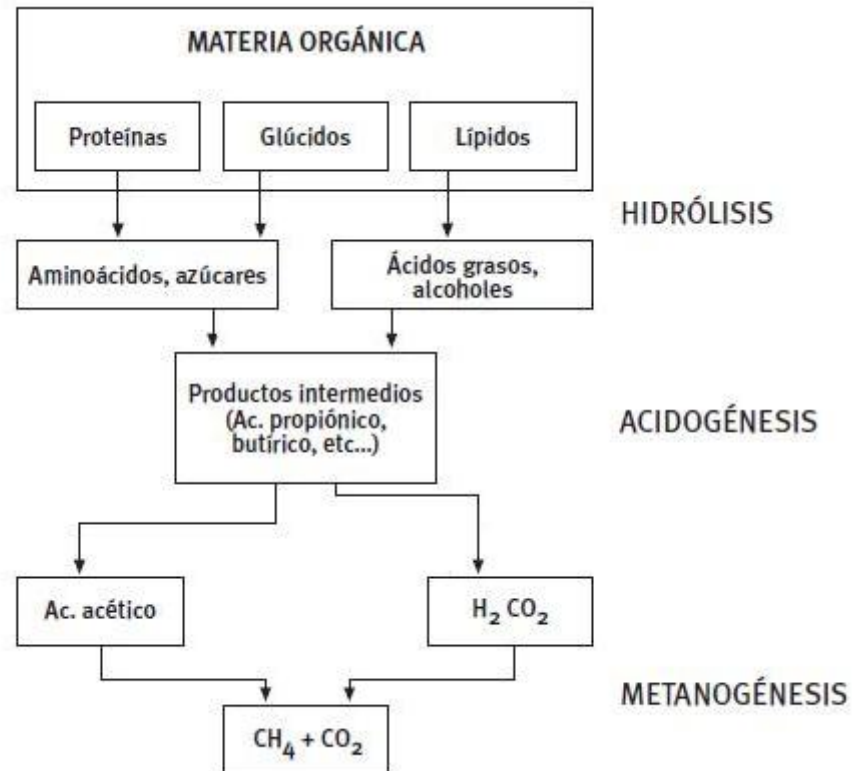 MATERIA ORGÁNICA
Proteínas
Glúcidos
Lípidos
HIDRÓLISIS
Aminoácidos, azúcares
Ácidos grasos,
alcoholes
Productos intermedios
(Ac. propiónico,
butírico, etc...)
ACIDOGÉNESIS
Ac. acético
H₂ CO₂
METANOGÉNESIS
CH₄ + CO₂